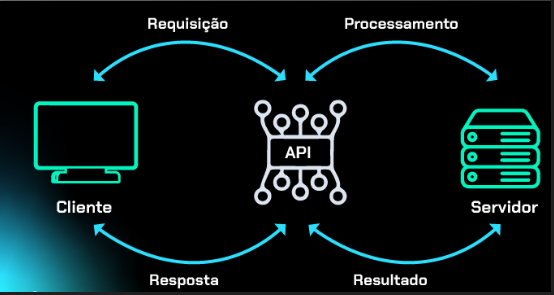 Requisição
Processamento
API
Cliente
Servidor
Resposta
Resultado